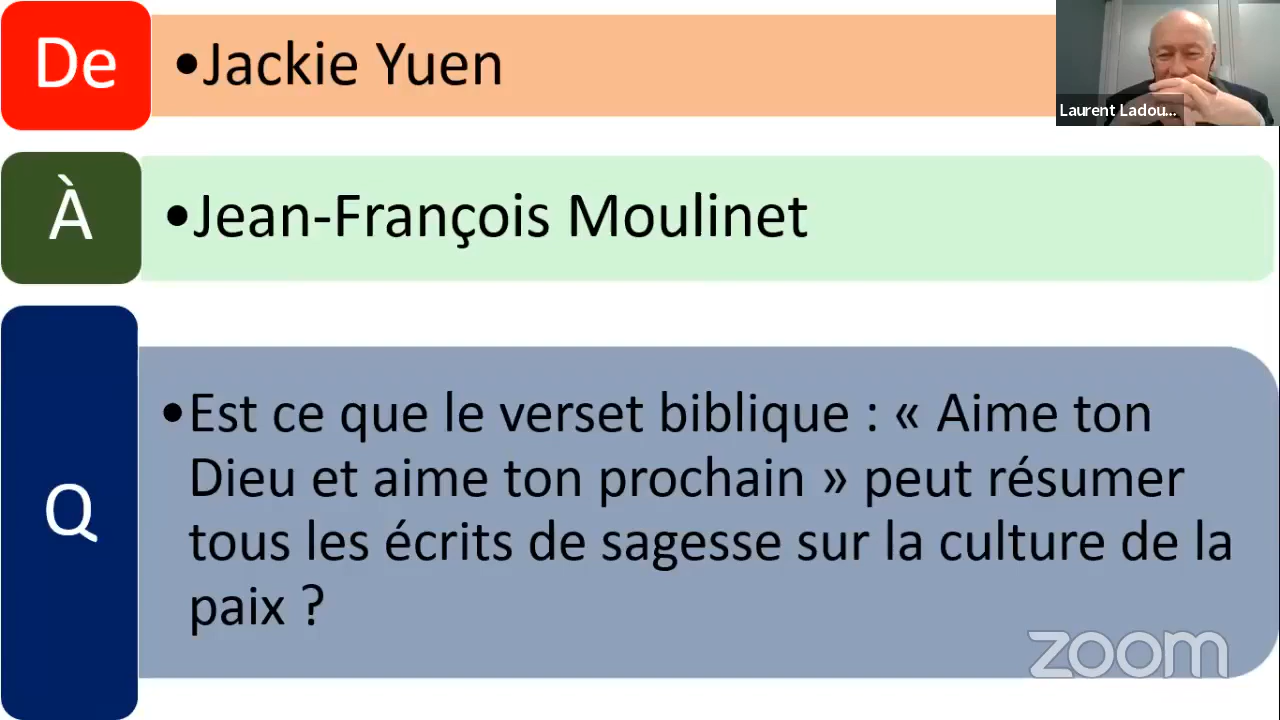 De
•Jackie Yuen
Laurent Ladou...
À
•Jean-François Moulinet
Q
•Est ce que le verset biblique : « Aime ton
Dieu et aime ton prochain » peut résumer
tous les écrits de sagesse sur la culture de la
paix ?
zoom